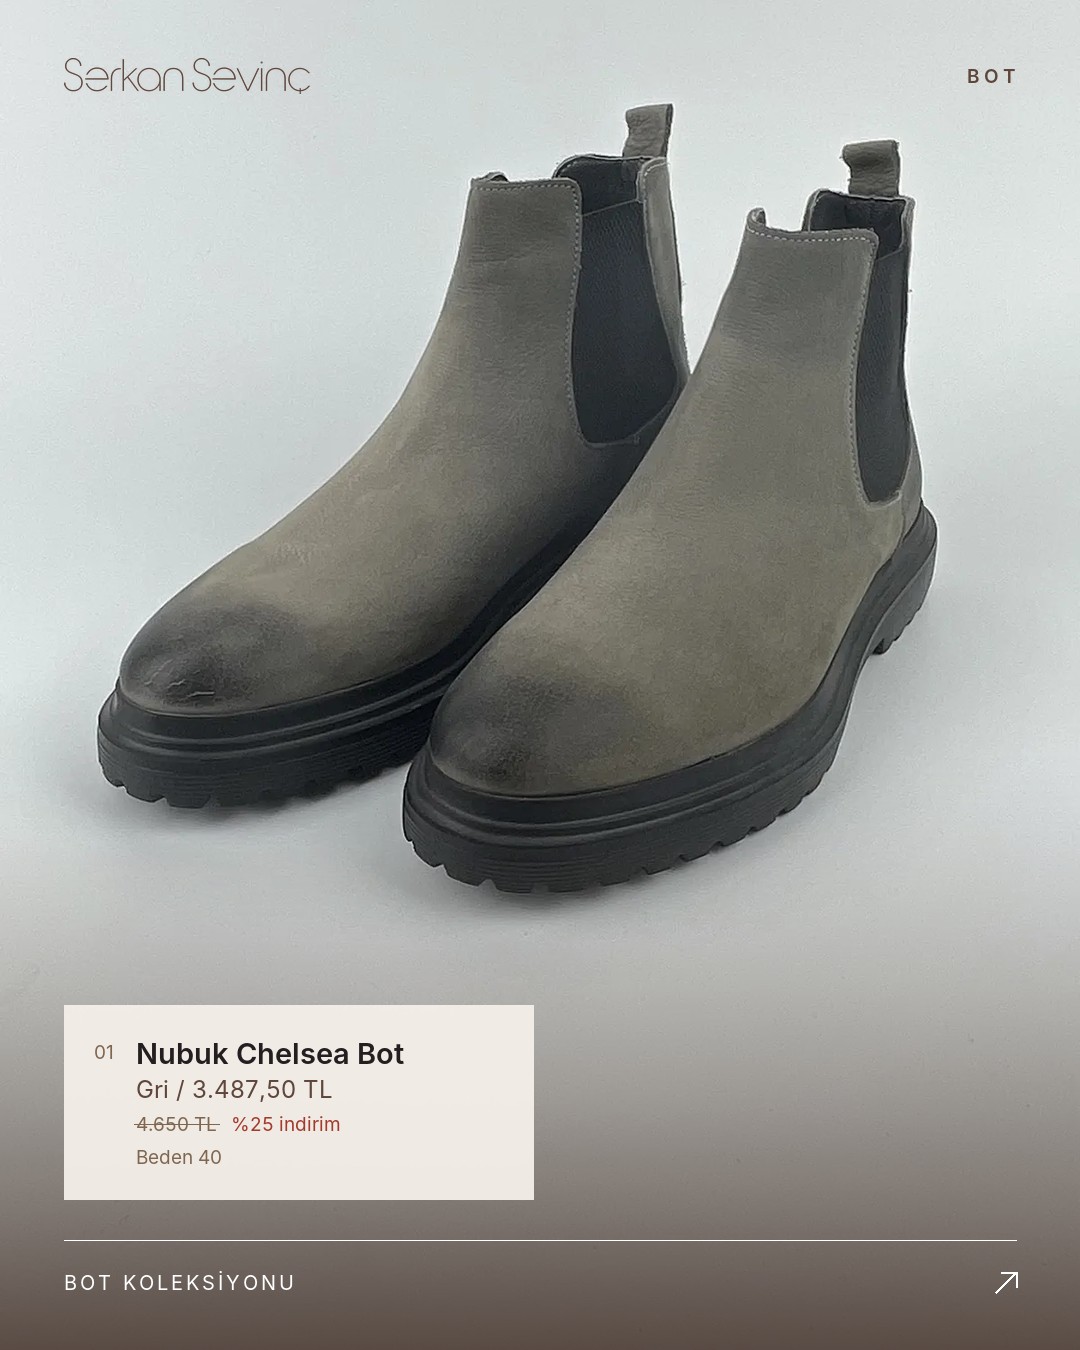 Serkan Sevinç
BOT
01 Nubuk Chelsea Bot
Gri / 3.487,50 TL
4.650 TL %25 indirim
Beden 40
BOT KOLEKSİYONU